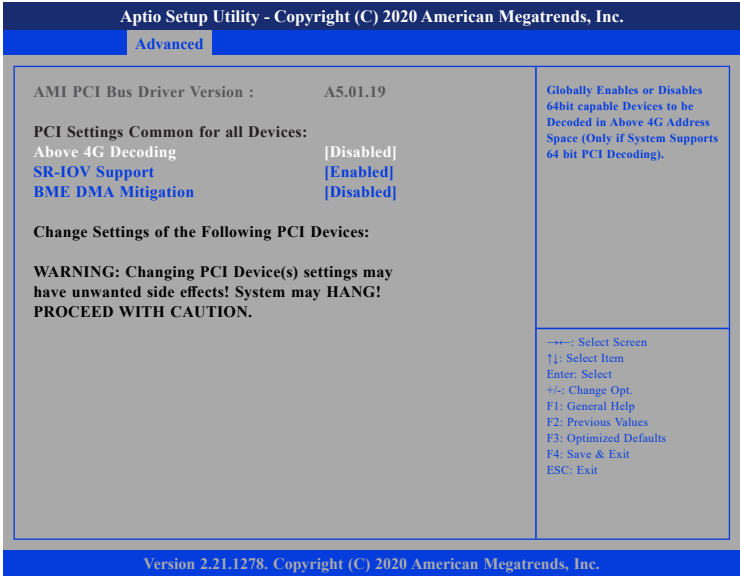 Aptio Setup Utility - Copyright (C) 2020 American Megatrends, Inc.
Advanced
AMI PCI Bus Driver Version : A5.01.19
PCI Settings Common for all Devices:
Above 4G Decoding [Disabled]
SR-IOV Support [Enabled]
BME DMA Mitigation [Disabled]
Change Settings of the Following PCI Devices:
WARNING: Changing PCI Device(s) settings may
have unwanted side effects! System may HANG!
PROCEED WITH CAUTION.
Globally Enables or Disables
64bit capable Devices to be
Decoded in Above 4G Address
Space (Only if System Supports
64 bit PCI Decoding).
→←: Select Screen
↑↓: Select Item
Enter: Select
+/-: Change Opt.
F1: General Help
F2: Previous Values
F3: Optimized Defaults
F4: Save & Exit
ESC: Exit
Version 2.21.1278. Copyright (C) 2020 American Megatrends, Inc.